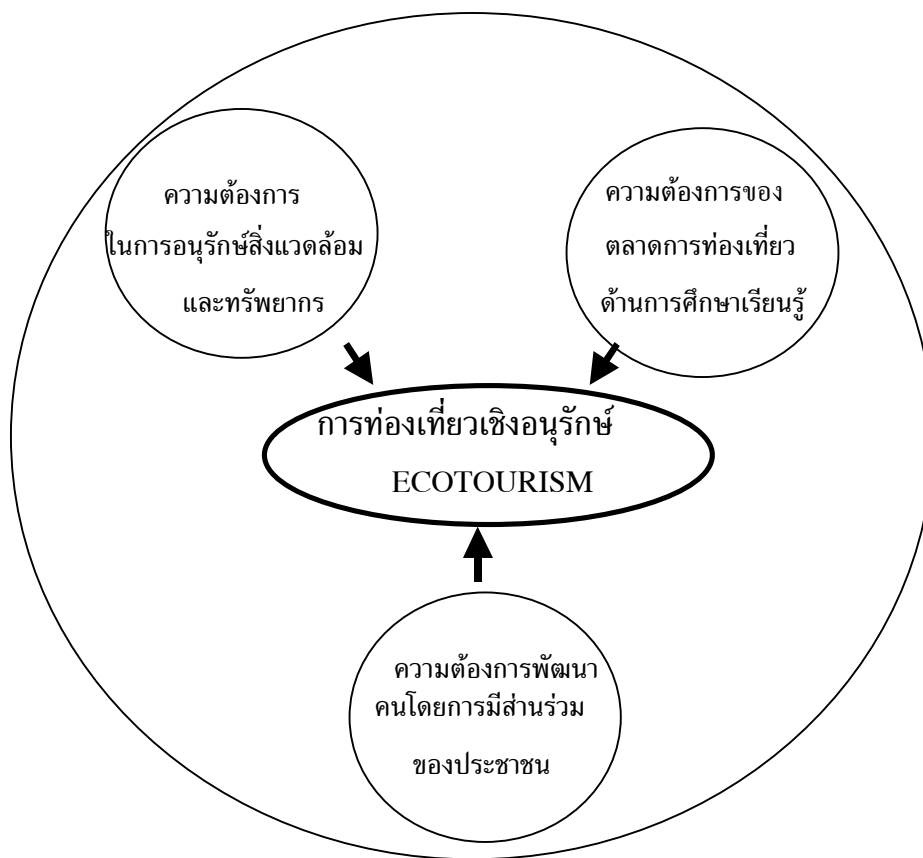 ความต้องการ
ในการอนุรักษ์สิ่งแวดล้อม
และทรัพยากร
ความต้องการของ
ตลาดการท่องเที่ยว
ด้านการศึกษาเรียนรู้
การท่องเที่ยวเชิงอนุรักษ์
ECOTOURISM
ความต้องการพัฒนา
คนโดยการมีส่านร่วม
ของประชาชน